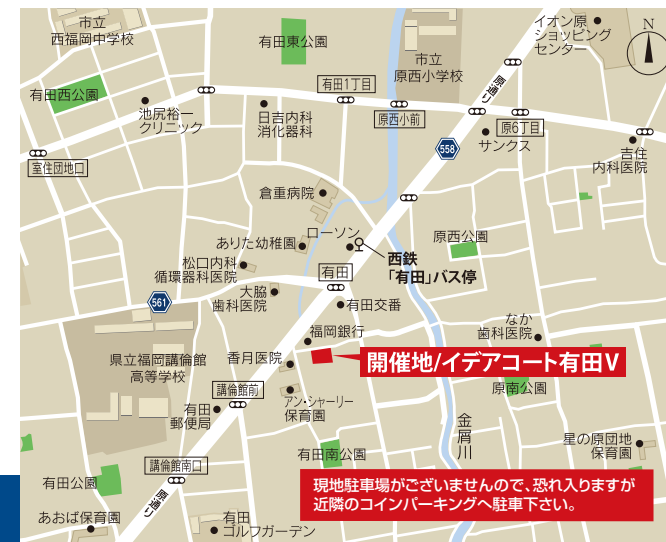 市立
西福岡中学校
有田東公園
市立
原西小学校
イオン原
ショッピング
センター
N
原通り
有田西公園
池尻裕一
クリニック
日吉内科
消化器科
有田1丁目
原西小前
原6丁目
サンクス
吉住
内科医院
室住団地口
558
倉重病院
ありた幼稚園
ローソン
西鉄
「有田」バス停
原西公園
松口内科
循環器科医院
有田
大脇
歯科医院
561
有田交番
福岡銀行
なか
歯科医院
県立福岡講倫館
高等学校
香月医院
開催地/イデアコート有田Ⅴ
講倫館前
アン・シャーリー
保育園
原南公園
有田
郵便局
金屑川
星の原団地
保育園
講倫館南口
有田南公園
有田公園
原通り
現地駐車場がございませんので、恐れ入りますが
近隣のコインパーキングへ駐車下さい。
あおば保育園
有田
ゴルフガーデン